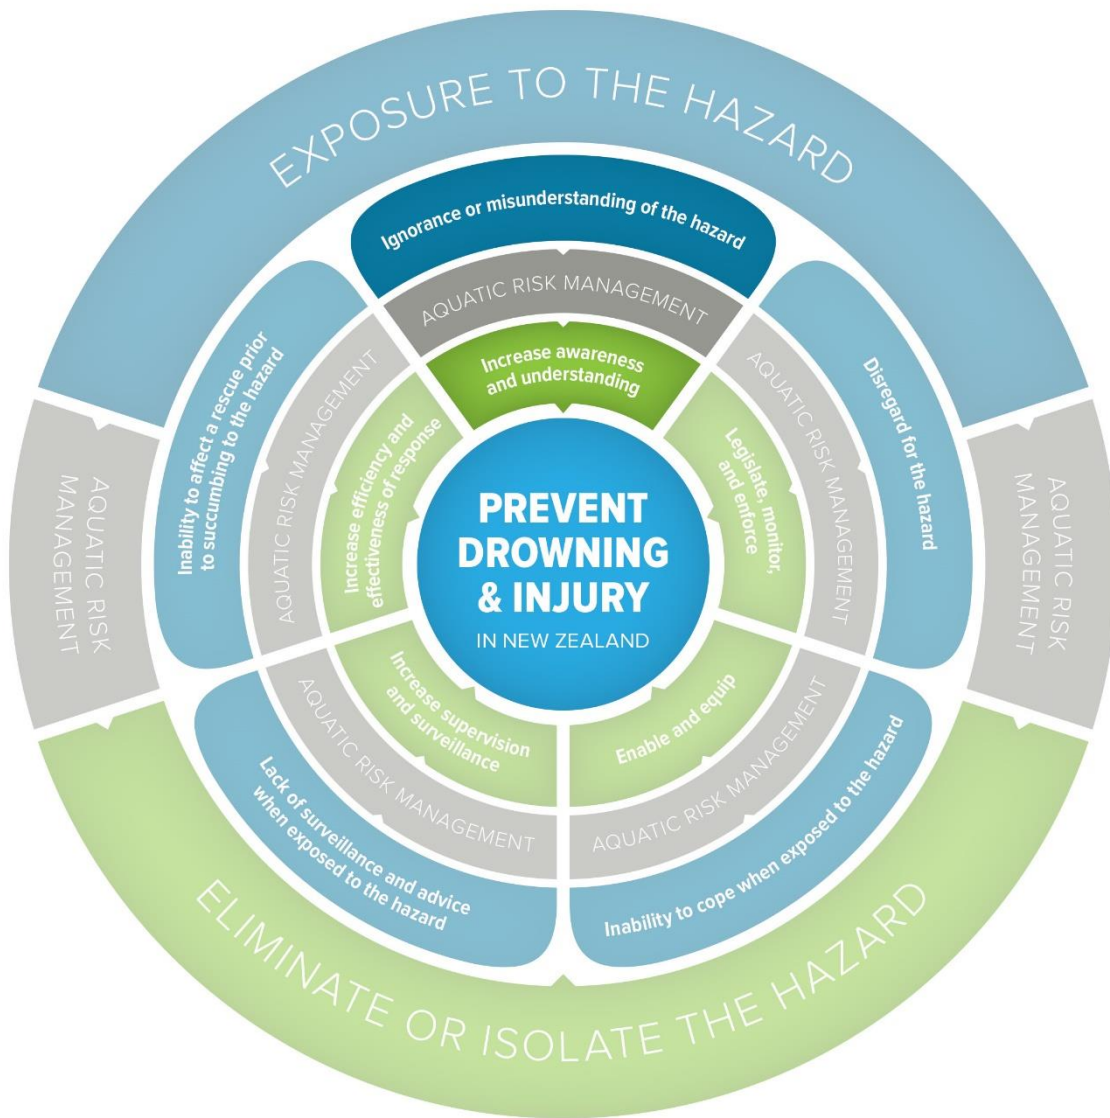 EXPOSURE TO THE HAZARD
Ignorance or misunderstanding of the hazard
AQUATIC RISK MANAGEMENT
Increase awareness
and understanding
Disregard for the hazard
AQUATIC RISK MANAGEMENT
Legislate, monitor,
and enforce
Inability to cope when exposed to the hazard
AQUATIC RISK MANAGEMENT
Enable and equip
Lack of surveillance and advice
when exposed to the hazard
AQUATIC RISK MANAGEMENT
Increase supervision
and surveillance
Inability to affect a rescue prior
to succumbing to the hazard
AQUATIC RISK MANAGEMENT
Increase efficiency and
effectiveness of response
PREVENT
DROWNING
& INJURY
IN NEW ZEALAND
AQUATIC RISK
MANAGEMENT
AQUATIC RISK
MANAGEMENT
ELIMINATE OR ISOLATE THE HAZARD